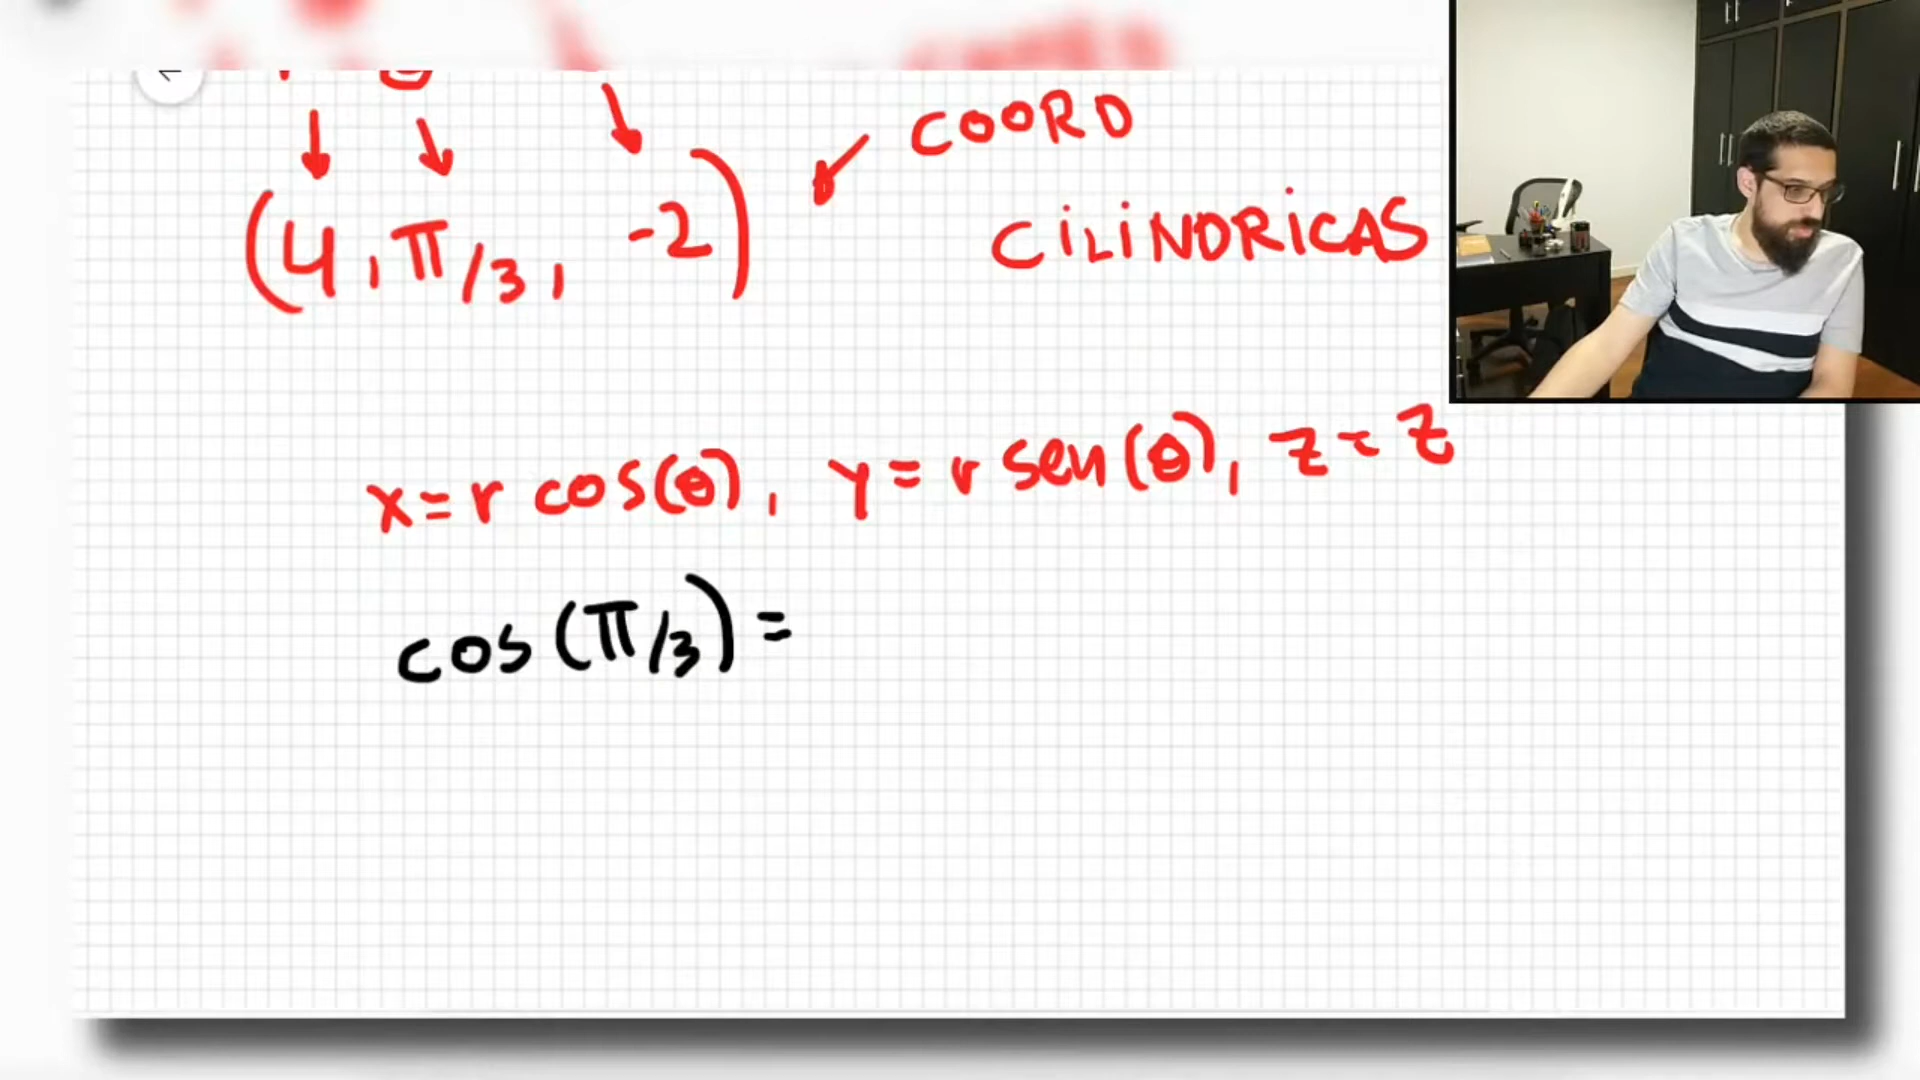 (4, π/3, -2) COORD
CILINDRICAS
x=r cos(θ), y=r sen(θ), z=z
cos(π/3)=